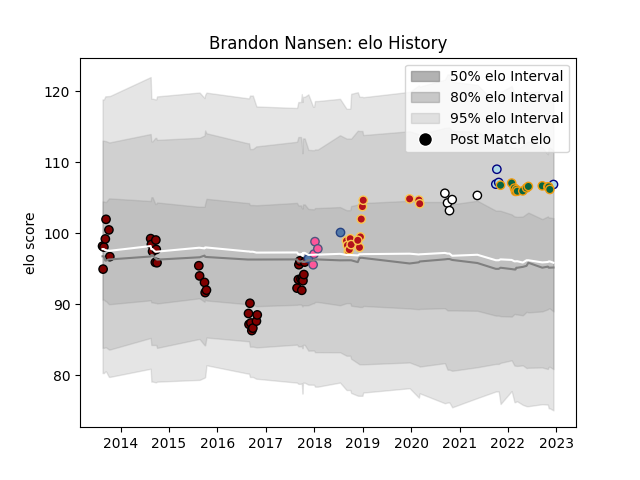 Brandon Nansen: elo History
50% elo Interval
80% elo Interval
95% elo Interval
Post Match elo
elo score
120
110
100
90
80
2014 2015 2016 2017 2018 2019 2020 2021 2022 2023